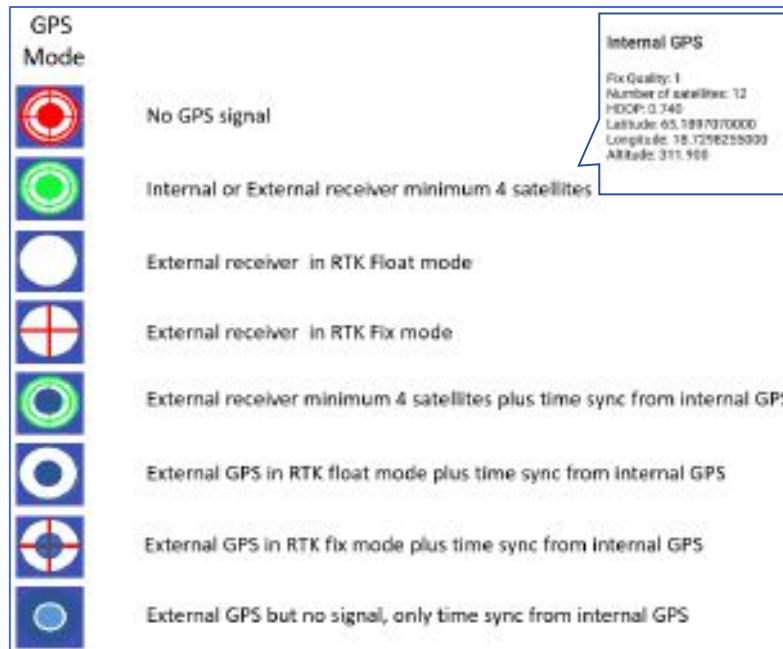 GPS
Mode
Internal GPS
Fix Quality: 1
Number of satellites: 12
HDOP: 0.740
Latitude: 65.1897070000
Longitude: 18.7298255000
Altitude: 311.900
No GPS signal
Internal or External receiver minimum 4 satellites
External receiver in RTK Float mode
External receiver in RTK Fix mode
External receiver minimum 4 satellites plus time sync from internal GPS
External GPS in RTK float mode plus time sync from internal GPS
External GPS in RTK fix mode plus time sync from internal GPS
External GPS but no signal, only time sync from internal GPS